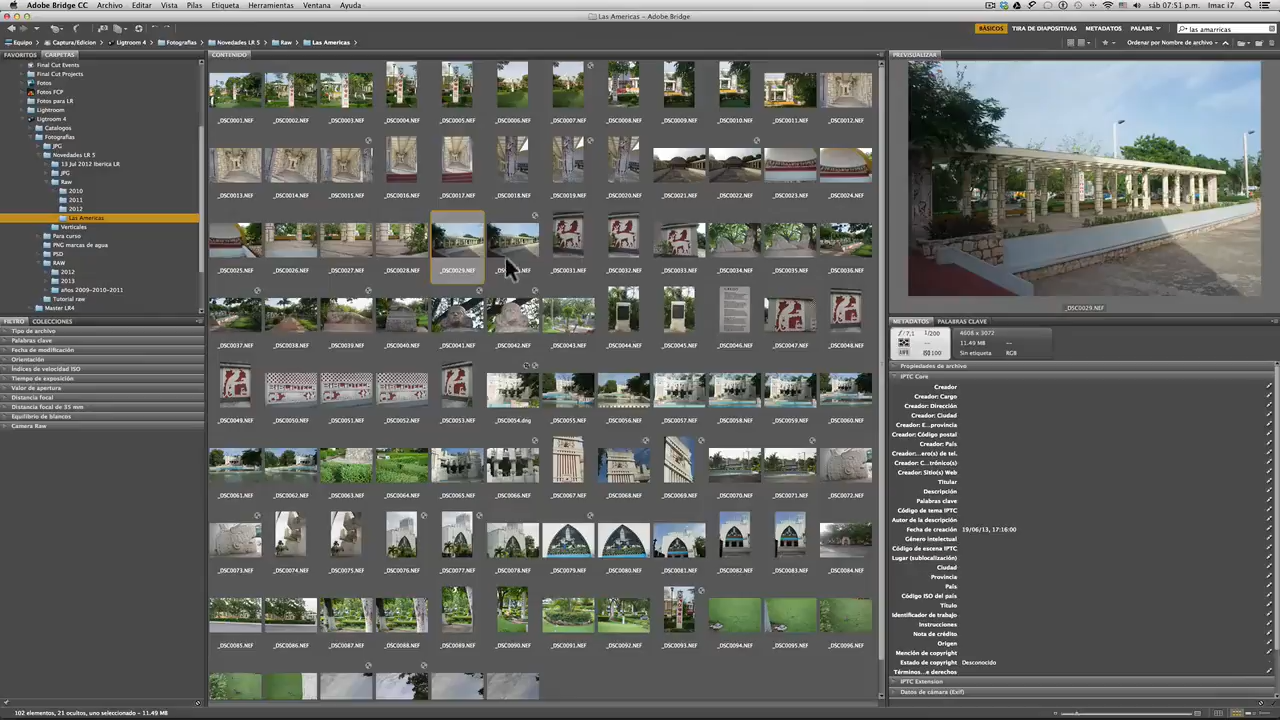 Adobe Bridge CC Archivo Editar Vista Pilas Etiqueta Herramientas Ventana Ayuda sáb 07:51 p.m. Imac i7
Las Americas - Adobe Bridge
BÁSICOS TIRA DE DIAPOSITIVAS METADATOS PALABR las amarricas
Equipo Captura/Edicion Ligtroom 4 Fotografias Novedades LR 5 Raw Las Americas Ordenar por Nombre de archivo
FAVORITOS CARPETAS CONTENIDO PREVISUALIZAR
Final Cut Events
Final Cut Projects
Fotos
Fotos FCP
Fotos para LR
Lightroom
Ligtroom 4
Catalogos
Fotografias
JPG
Novedades LR 5
13 Jul 2012 Iberica LR
JPG
Raw
2010
2011
2012
Las Americas
Verticales
Para curso
PNG marcas de agua
PSD
RAW
2012
2013
años 2009-2010-2011
Tutorial raw
Master LR4
FILTRO COLECCIONES
Tipo de archivo
Palabras clave
Fecha de modificación
Orientación
Índices de velocidad ISO
Tiempo de exposición
Valor de apertura
Distancia focal
Distancia focal de 35 mm
Equilibrio de blancos
Camera Raw
_DSC0001.NEF _DSC0002.NEF _DSC0003.NEF _DSC0004.NEF _DSC0005.NEF _DSC0006.NEF _DSC0007.NEF _DSC0008.NEF _DSC0009.NEF _DSC0010.NEF _DSC0011.NEF _DSC0012.NEF
_DSC0013.NEF _DSC0014.NEF _DSC0015.NEF _DSC0016.NEF _DSC0017.NEF _DSC0018.NEF _DSC0019.NEF _DSC0020.NEF _DSC0021.NEF _DSC0022.NEF _DSC0023.NEF _DSC0024.NEF
_DSC0025.NEF _DSC0026.NEF _DSC0027.NEF _DSC0028.NEF _DSC0029.NEF .NEF _DSC0031.NEF _DSC0032.NEF _DSC0033.NEF _DSC0034.NEF _DSC0035.NEF _DSC0036.NEF
_DSC0037.NEF _DSC0038.NEF _DSC0039.NEF _DSC0040.NEF _DSC0041.NEF _DSC0042.NEF _DSC0043.NEF _DSC0044.NEF _DSC0045.NEF _DSC0046.NEF _DSC0047.NEF _DSC0048.NEF
_DSC0049.NEF _DSC0050.NEF _DSC0051.NEF _DSC0052.NEF _DSC0053.NEF _DSC0054.dng _DSC0055.NEF _DSC0056.NEF _DSC0057.NEF _DSC0058.NEF _DSC0059.NEF _DSC0060.NEF
_DSC0061.NEF _DSC0062.NEF _DSC0063.NEF _DSC0064.NEF _DSC0065.NEF _DSC0066.NEF _DSC0067.NEF _DSC0068.NEF _DSC0069.NEF _DSC0070.NEF _DSC0071.NEF _DSC0072.NEF
_DSC0073.NEF _DSC0074.NEF _DSC0075.NEF _DSC0076.NEF _DSC0077.NEF _DSC0078.NEF _DSC0079.NEF _DSC0080.NEF _DSC0081.NEF _DSC0082.NEF _DSC0083.NEF _DSC0084.NEF
_DSC0085.NEF _DSC0086.NEF _DSC0087.NEF _DSC0088.NEF _DSC0089.NEF _DSC0090.NEF _DSC0091.NEF _DSC0092.NEF _DSC0093.NEF _DSC0094.NEF _DSC0095.NEF _DSC0096.NEF
_DSC0029.NEF
METADATOS PALABRAS CLAVE
f/7,1 1/200 4608 x 3072
-- 11.49 MB --
ISO100 Sin etiqueta RGB
Propiedades de archivo
IPTC Core
Creador
Creador: Cargo
Creador: Dirección
Creador: Ciudad
Creador: E...provincia
Creador: Código postal
Creador: País
Creador:...ero(s) de tel.
Creador: C...trónico(s)
Creador: Sitio(s) Web
Titular
Descripción
Palabras clave
Código de tema IPTC
Autor de la descripción
Fecha de creación 19/06/13, 17:16:00
Género intelectual
Código de escena IPTC
Lugar (sublocalización)
Ciudad
Provincia
País
Código ISO del país
Título
Identificador de trabajo
Instrucciones
Nota de crédito
Origen
Mención de copyright
Estado de copyright Desconocido
Términos...e derechos
IPTC Extension
Datos de cámara (Exif)
102 elementos, 21 ocultos, uno seleccionado - 11.49 MB